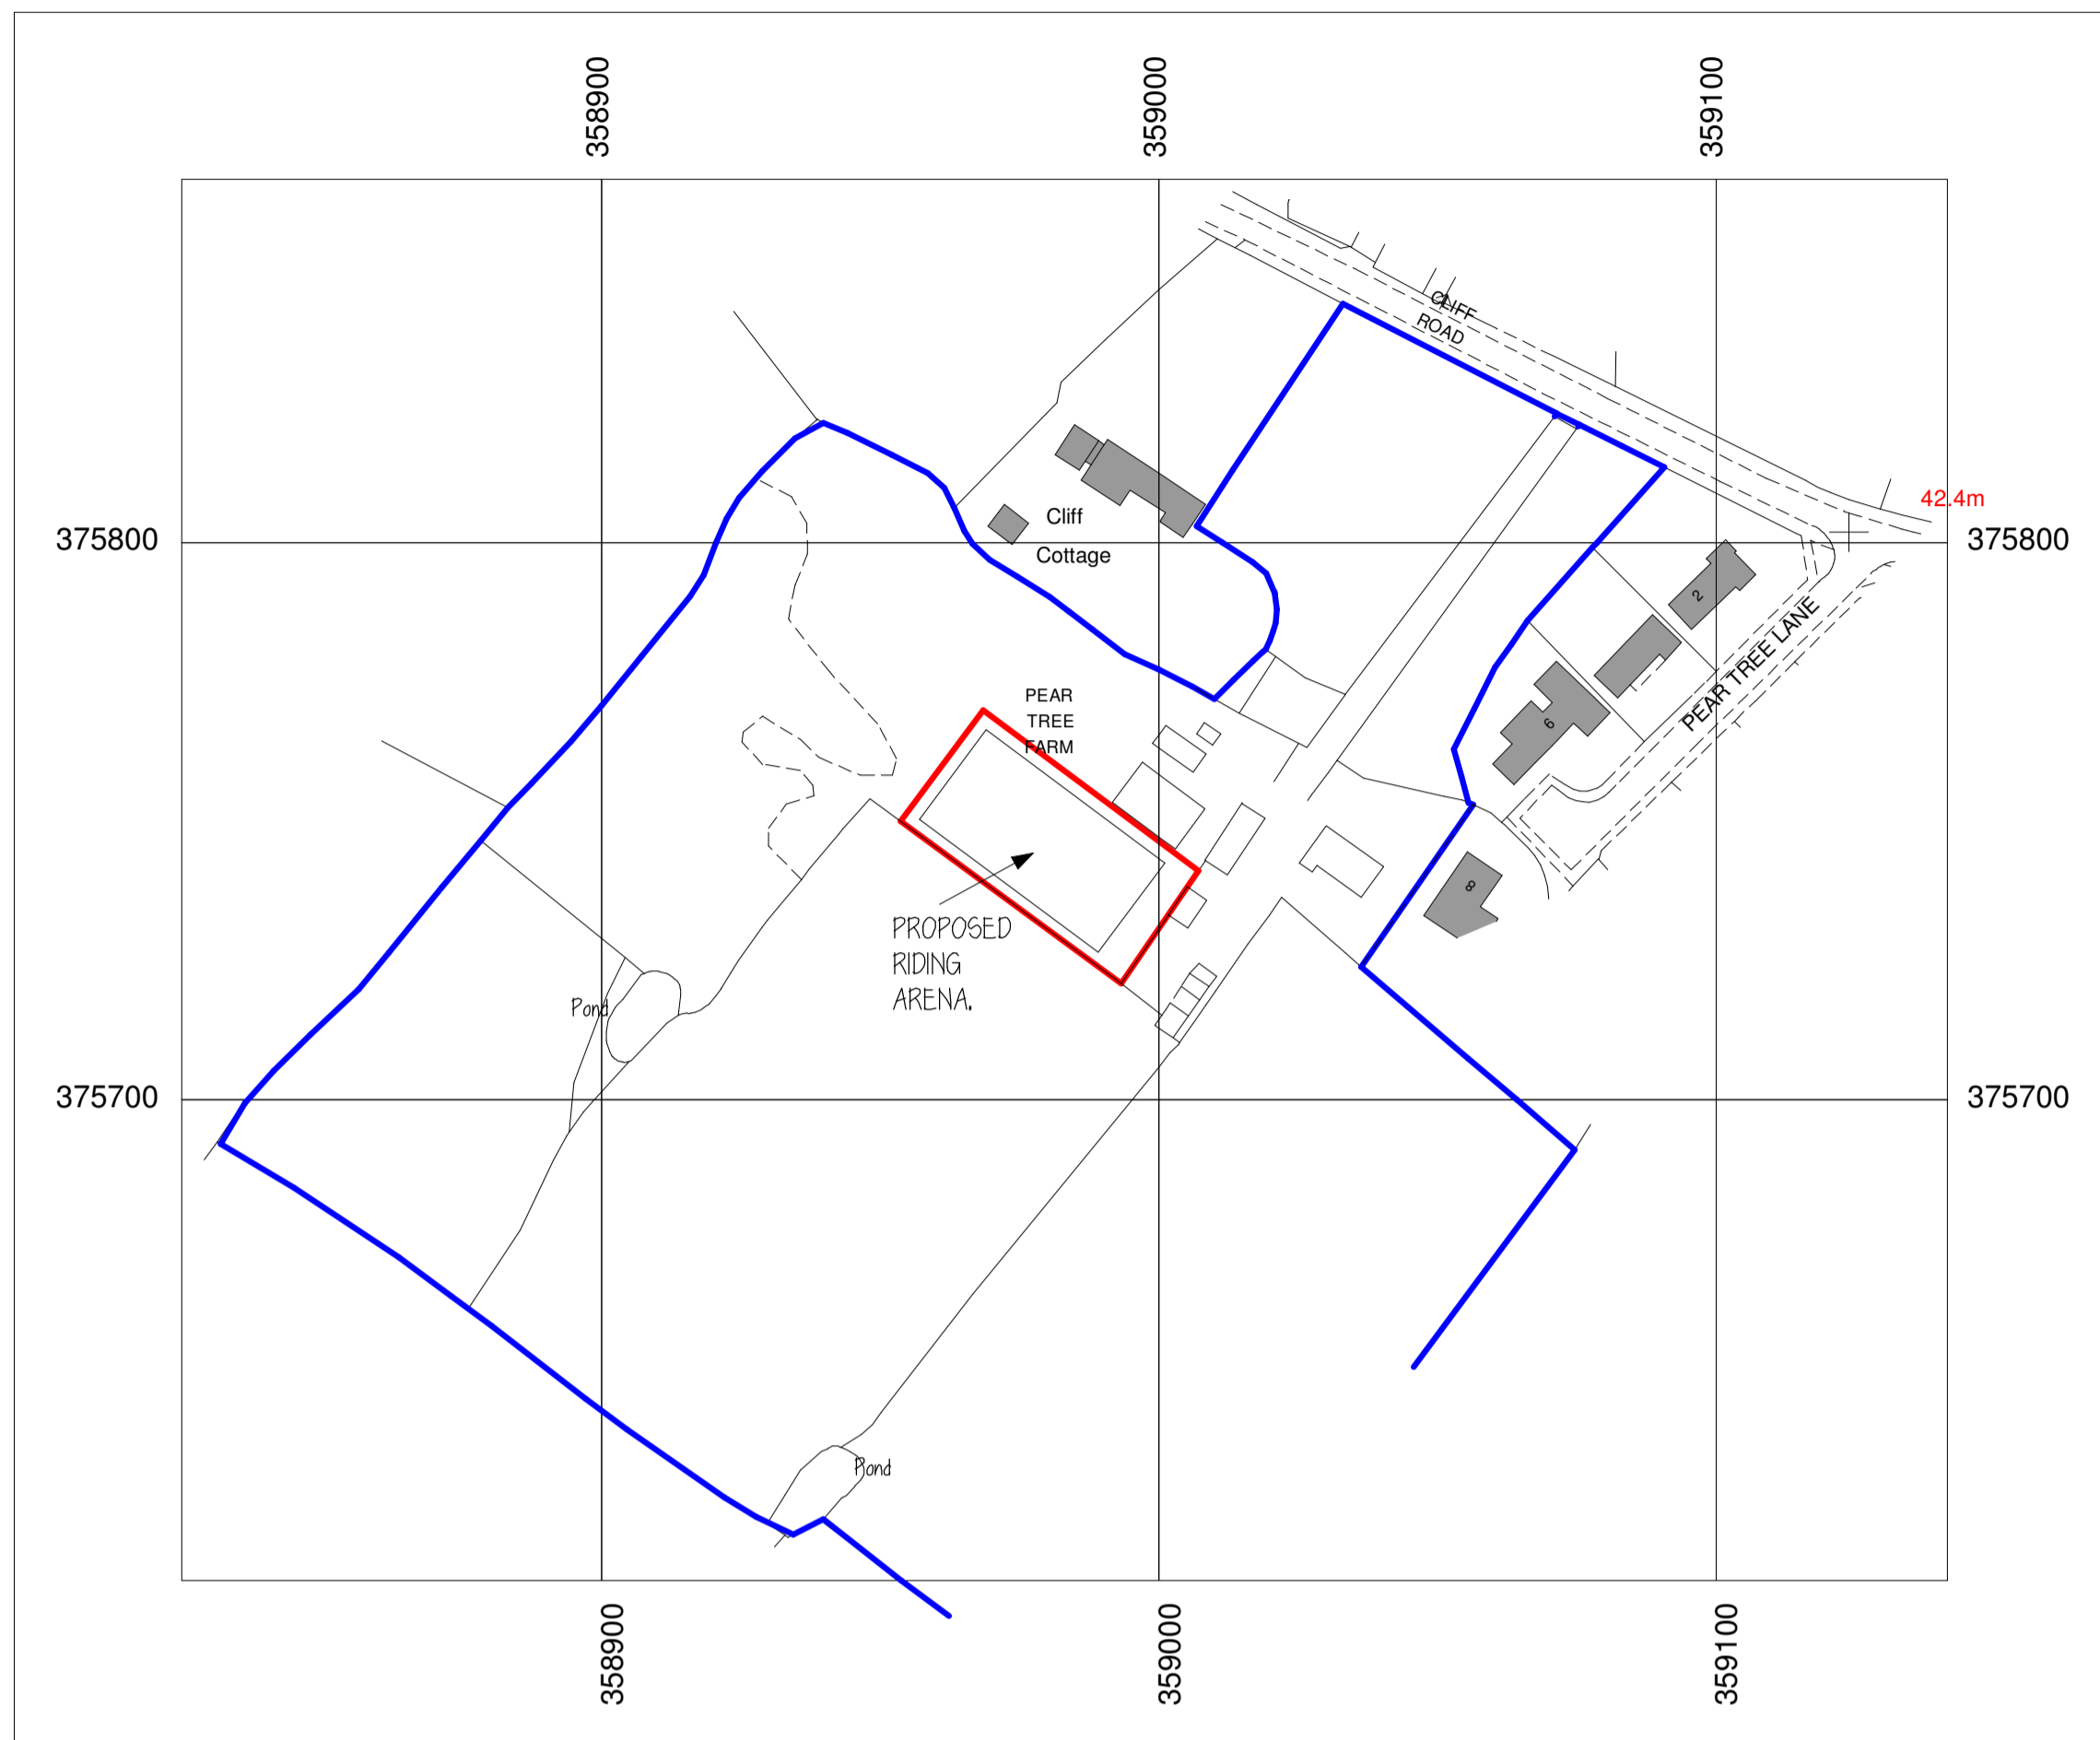 358900
359000
359100
CLIFF
ROAD
42.4m
Cliff
Cottage
375800
375800
2
PEAR TREE LANE
PEAR
TREE
FARM
6
8
PROPOSED
RIDING
ARENA.
Pond
375700
375700
Pond
358900
359000
359100